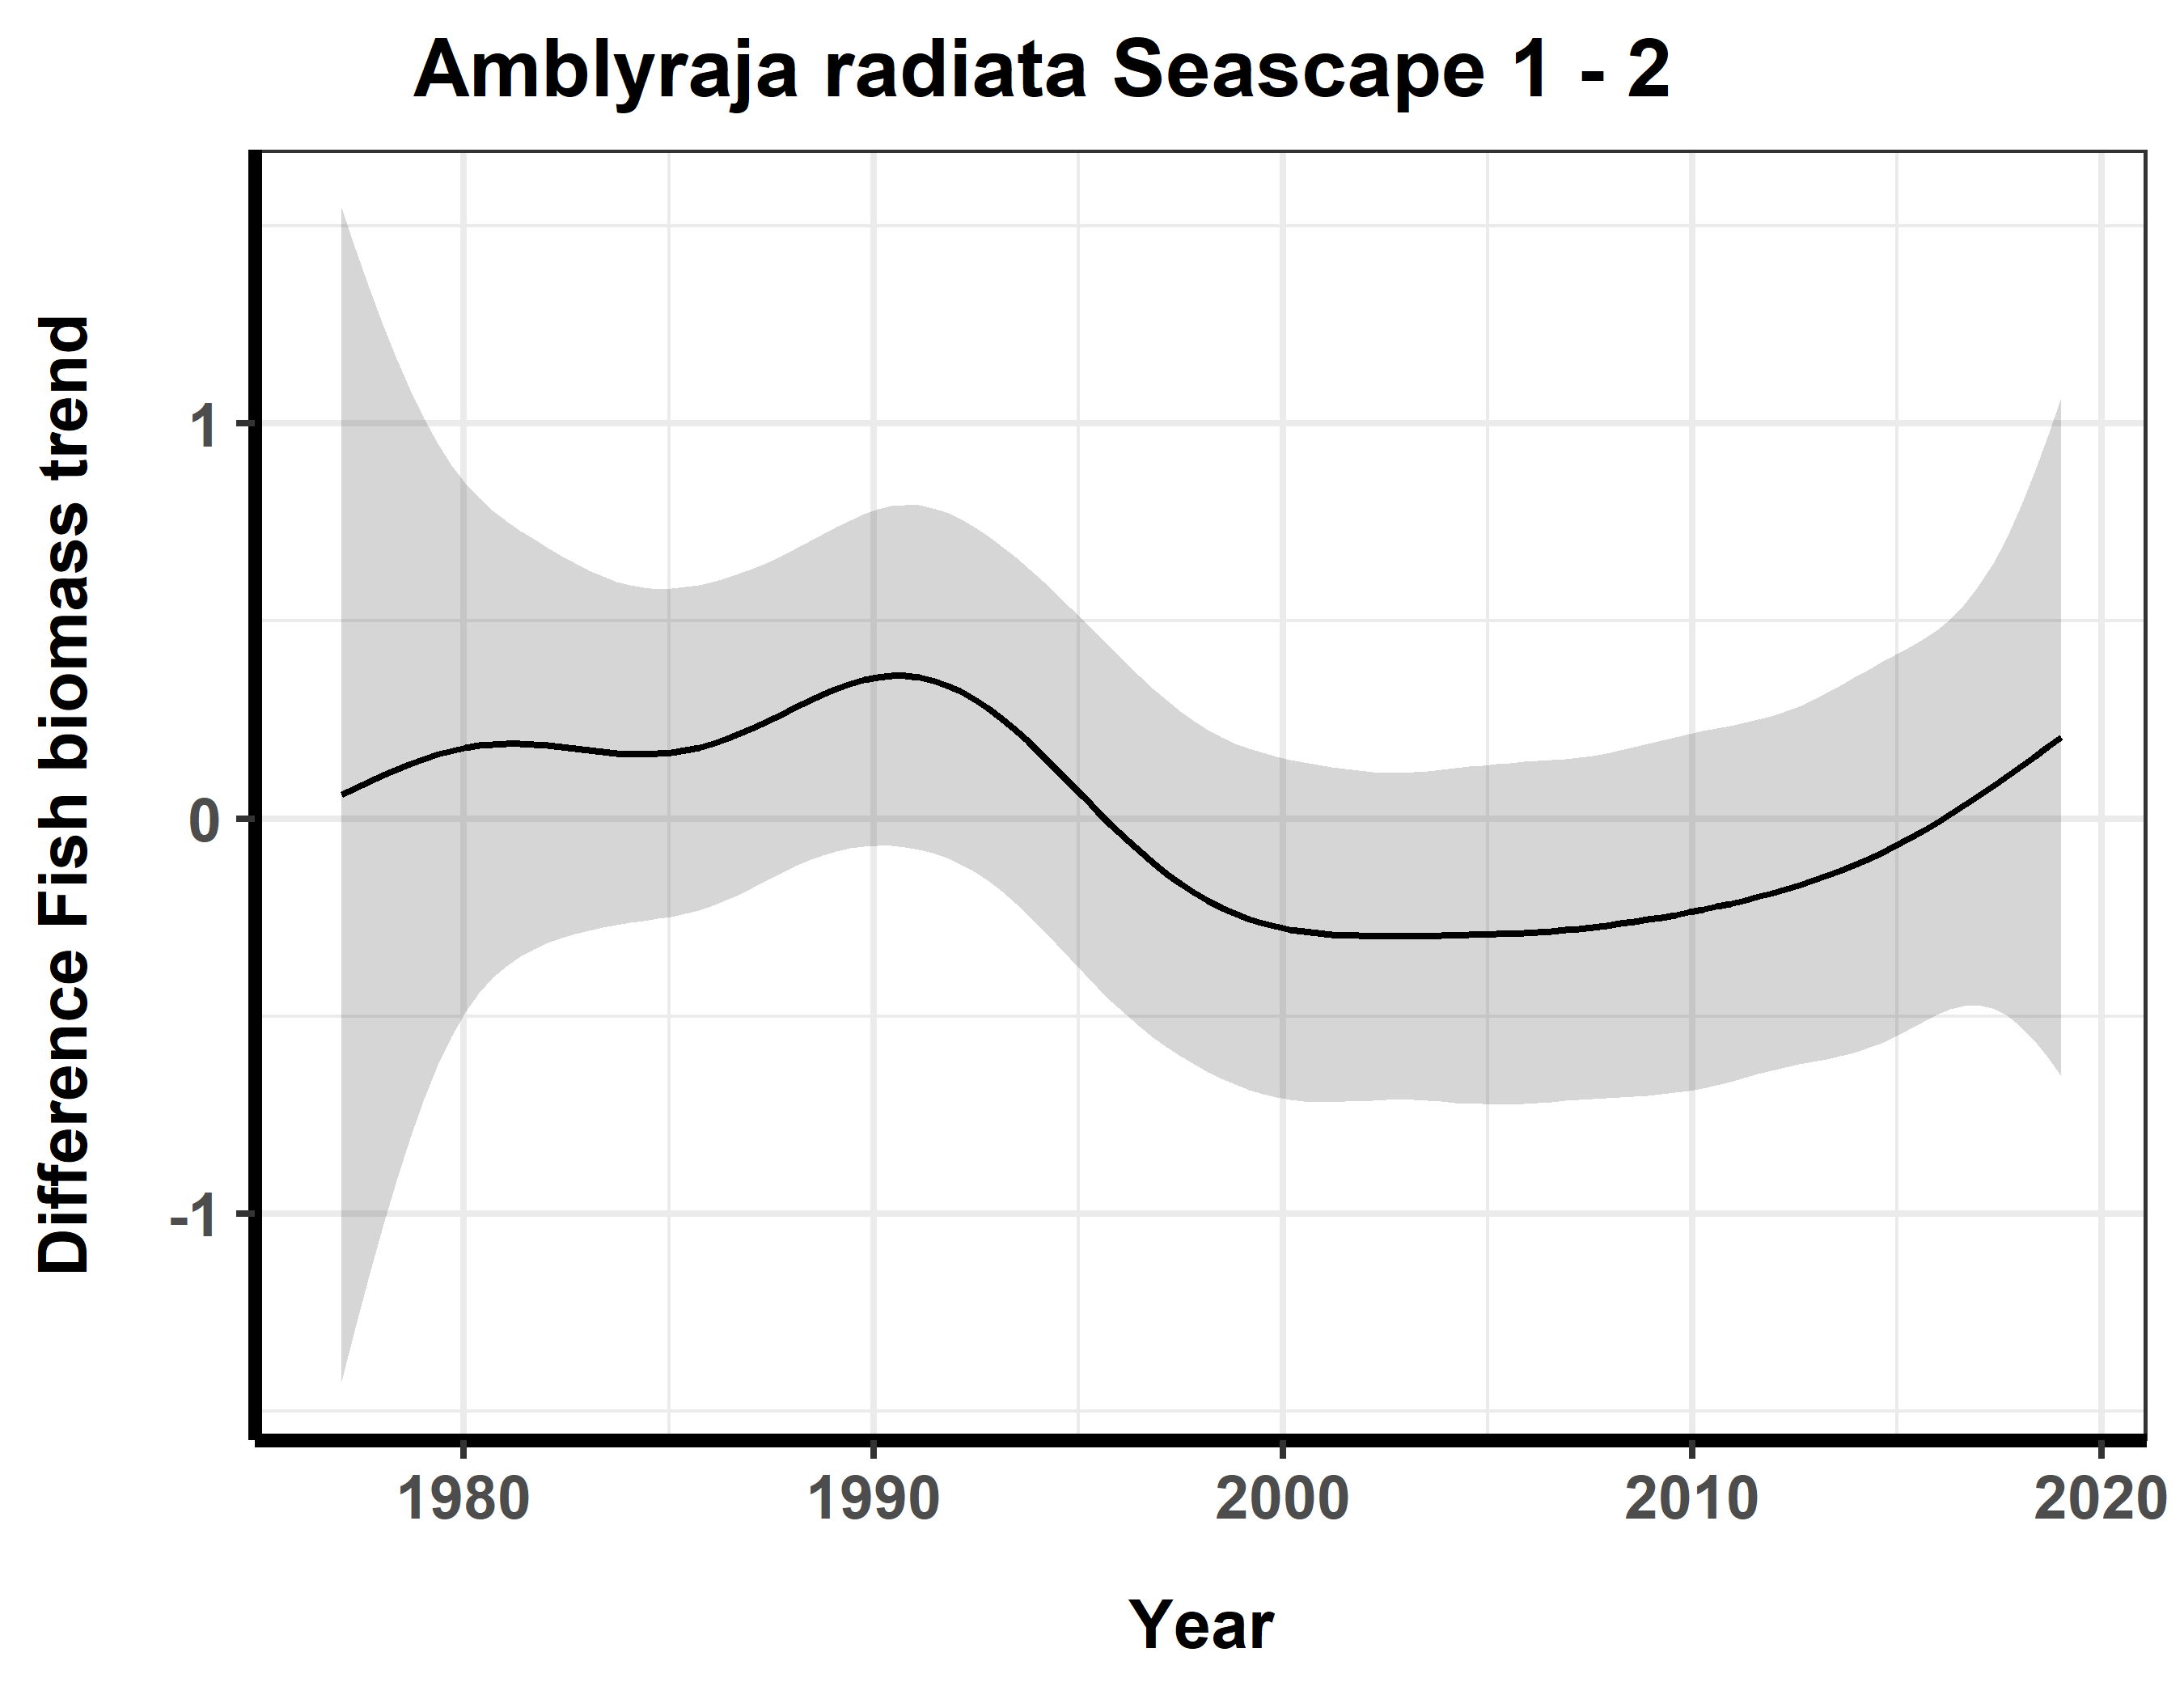 Amblyraja radiata Seascape 1 - 2
Difference Fish biomass trend
1
0
-1
1980 1990 2000 2010 2020
Year